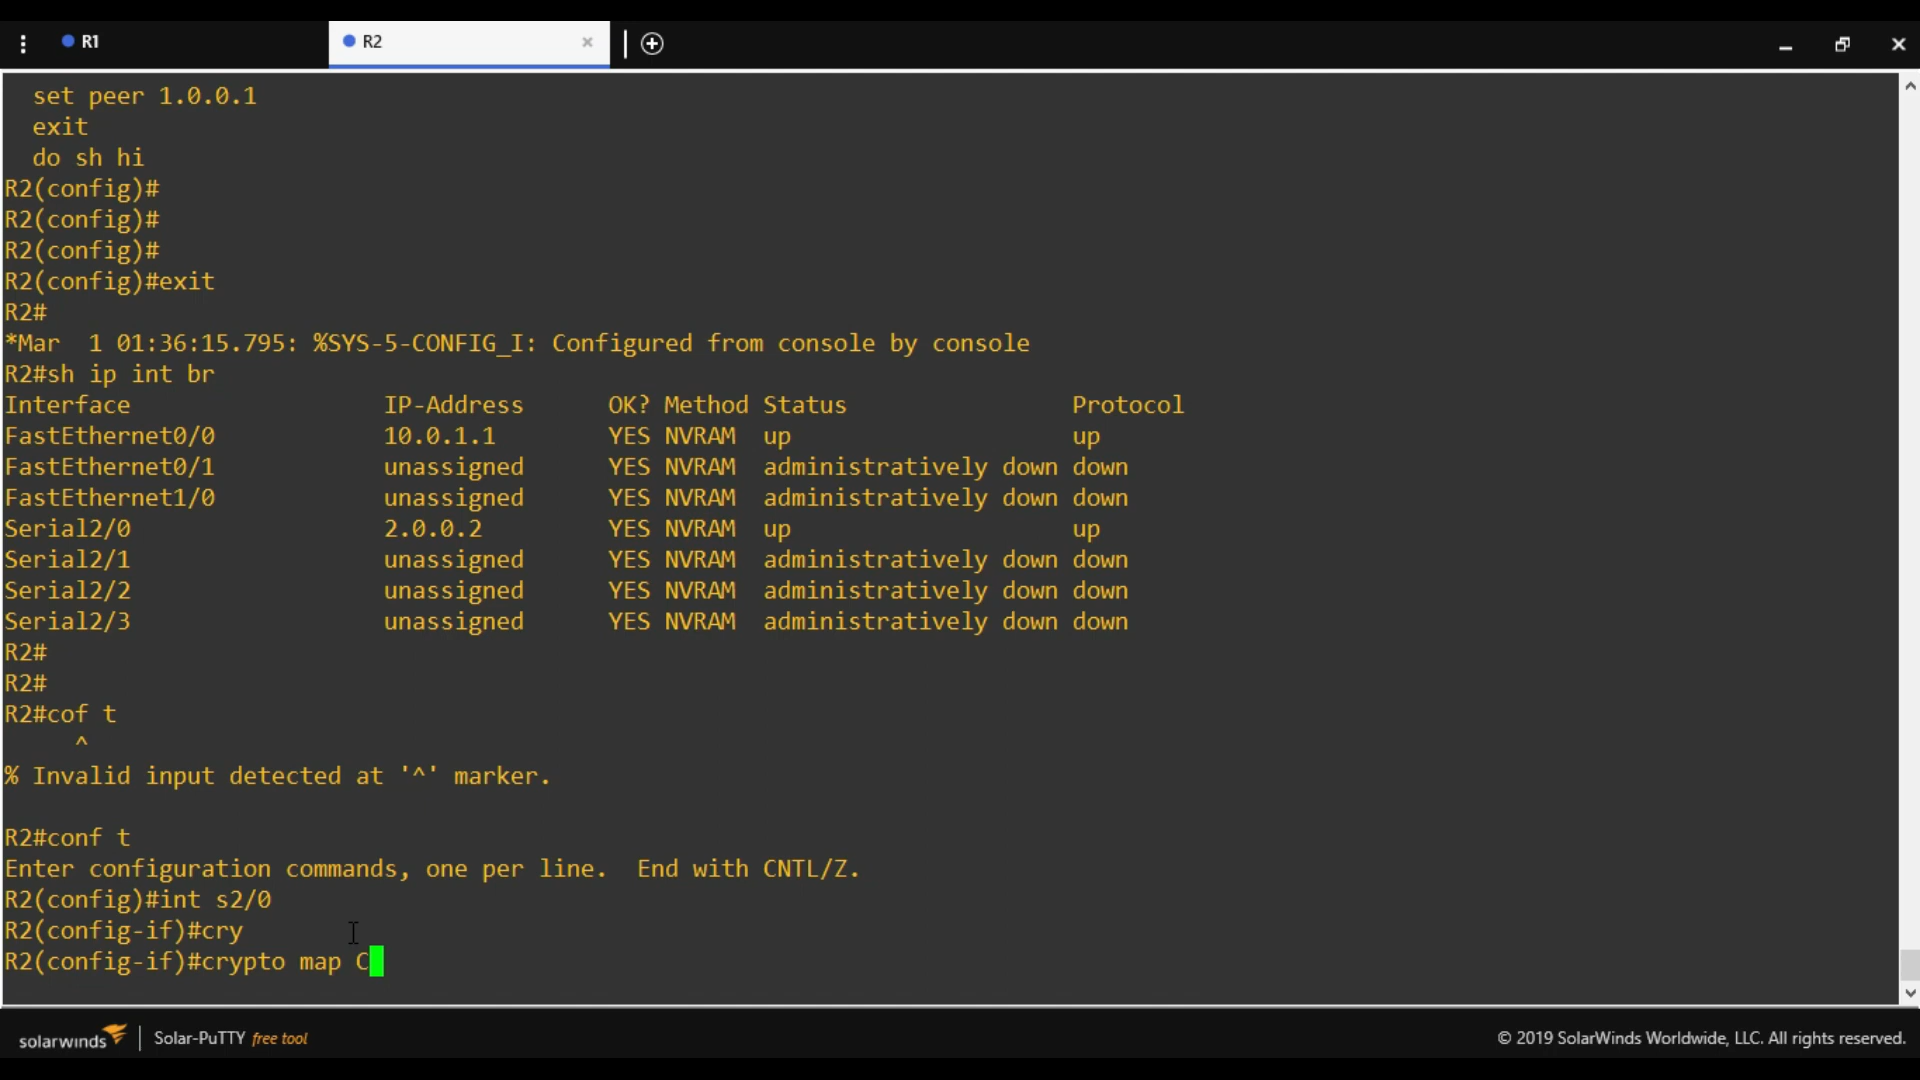 R1
R2
set peer 1.0.0.1
exit
do sh hi
R2(config)#
R2(config)#
R2(config)#
R2(config)#exit
R2#
*Mar  1 01:36:15.795: %SYS-5-CONFIG_I: Configured from console by console
R2#sh ip int br
Interface IP-Address OK? Method Status Protocol
FastEthernet0/0 10.0.1.1 YES NVRAM up up
FastEthernet0/1 unassigned YES NVRAM administratively down down
FastEthernet1/0 unassigned YES NVRAM administratively down down
Serial2/0 2.0.0.2 YES NVRAM up up
Serial2/1 unassigned YES NVRAM administratively down down
Serial2/2 unassigned YES NVRAM administratively down down
Serial2/3 unassigned YES NVRAM administratively down down
R2#
R2#
R2#cof t
^
% Invalid input detected at '^' marker.
R2#conf t
Enter configuration commands, one per line.  End with CNTL/Z.
R2(config)#int s2/0
R2(config-if)#cry
R2(config-if)#crypto map C
solarwinds | Solar-PuTTY free tool
© 2019 SolarWinds Worldwide, LLC. All rights reserved.